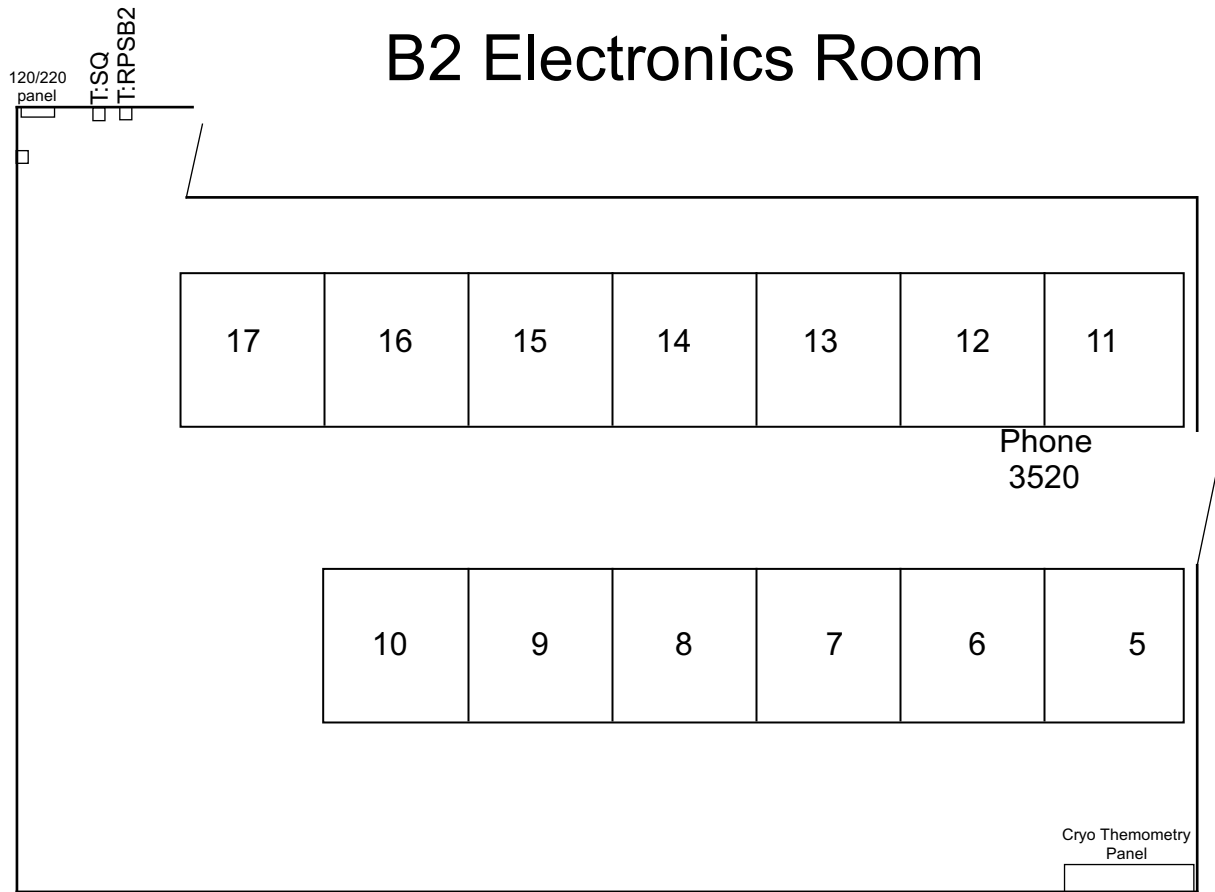 B2 Electronics Room
120/220
panel
T:SQ
T:RPSB2
17 16 15 14 13 12 11
Phone
3520
10 9 8 7 6 5
Cryo Themometry
Panel